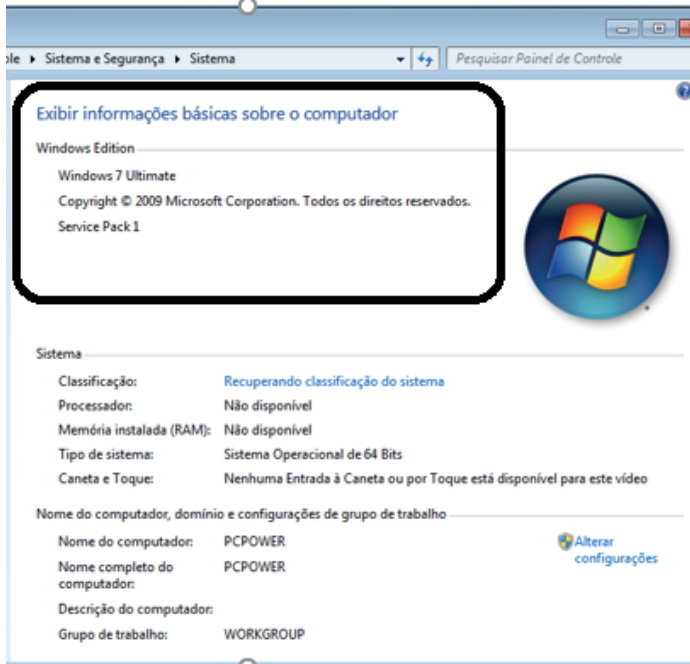 Sistema e Segurança ▸ Sistema
Pesquisar Painel de Controle
Exibir informações básicas sobre o computador
Windows Edition
Windows 7 Ultimate
Copyright © 2009 Microsoft Corporation. Todos os direitos reservados.
Service Pack 1
Sistema
Classificação: Recuperando classificação do sistema
Processador: Não disponível
Memória instalada (RAM): Não disponível
Tipo de sistema: Sistema Operacional de 64 Bits
Caneta e Toque: Nenhuma Entrada à Caneta ou por Toque está disponível para este vídeo
Nome do computador, domínio e configurações de grupo de trabalho
Nome do computador: PCPOWER
Alterar
configurações
Nome completo do
computador:
PCPOWER
Descrição do computador:
Grupo de trabalho: WORKGROUP